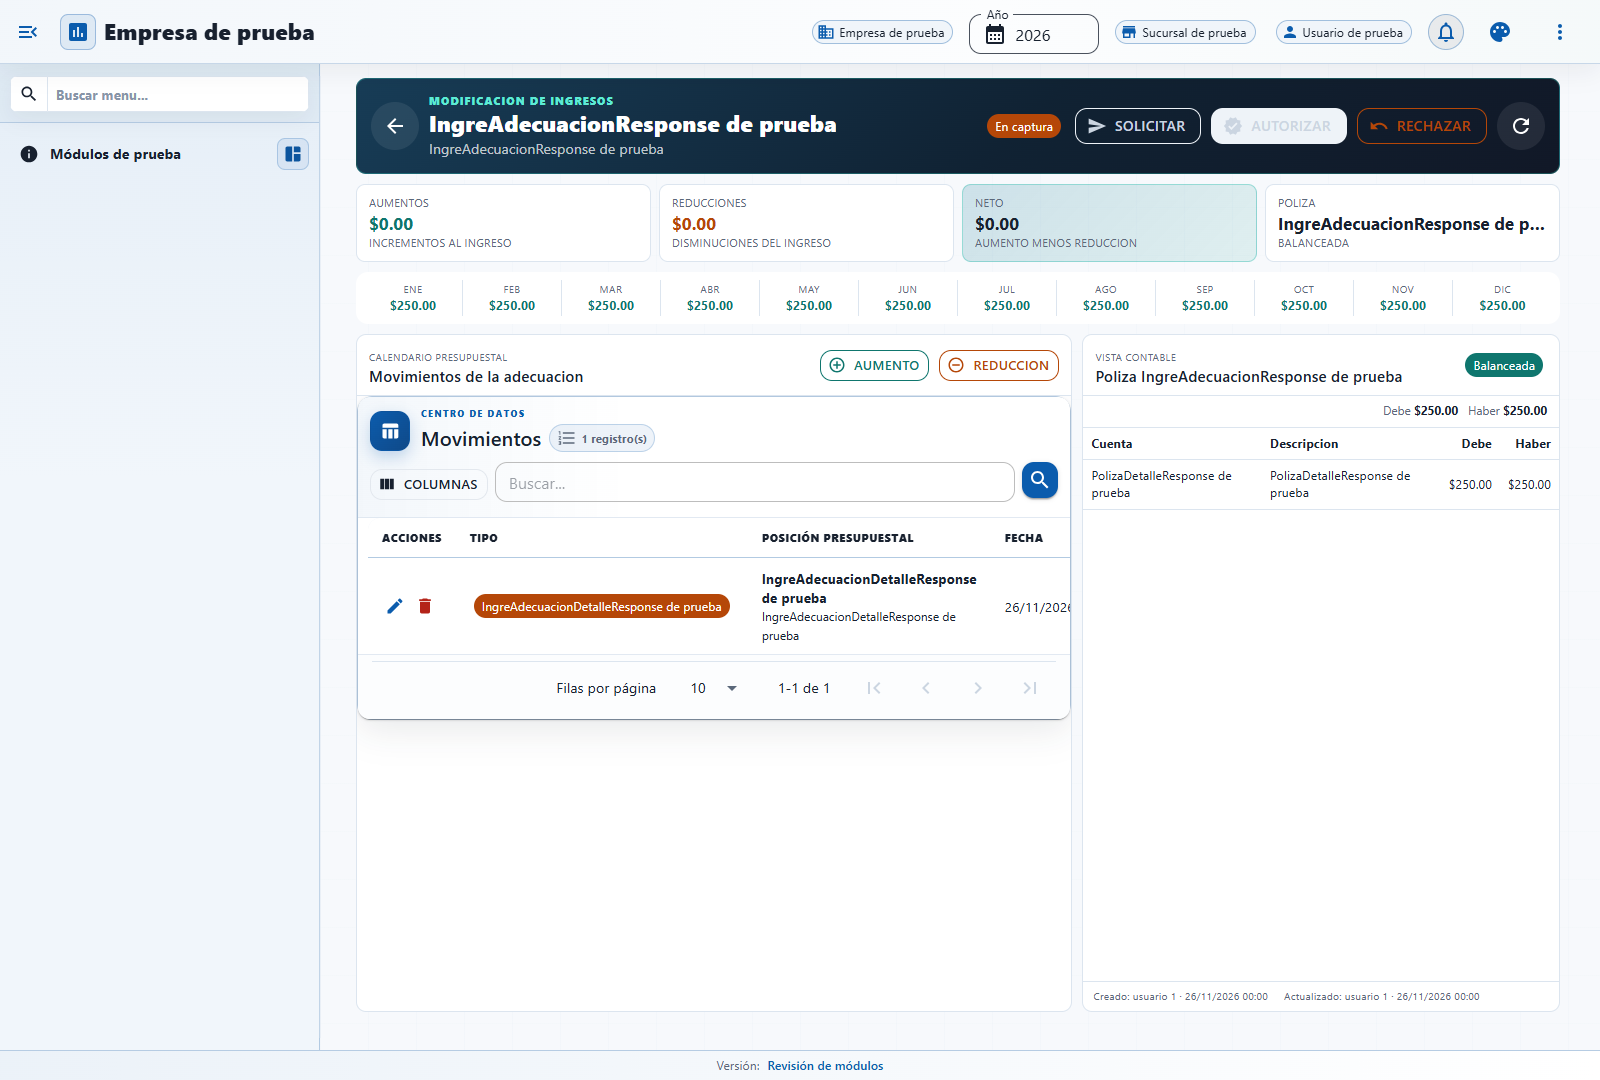 Empresa de prueba
Empresa de prueba
Año
2026
Sucursal de prueba
Usuario de prueba
Buscar menu...
Módulos de prueba
MODIFICACION DE INGRESOS
IngreAdecuacionResponse de prueba
IngreAdecuacionResponse de prueba
En captura
SOLICITAR
AUTORIZAR
RECHAZAR
AUMENTOS
$0.00
INCREMENTOS AL INGRESO
REDUCCIONES
$0.00
DISMINUCIONES DEL INGRESO
NETO
$0.00
AUMENTO MENOS REDUCCION
POLIZA
IngreAdecuacionResponse de p...
BALANCEADA
ENE FEB MAR ABR MAY JUN JUL AGO SEP OCT NOV DIC
$250.00 $250.00 $250.00 $250.00 $250.00 $250.00 $250.00 $250.00 $250.00 $250.00 $250.00 $250.00
CALENDARIO PRESUPUESTAL
Movimientos de la adecuacion
AUMENTO
REDUCCION
CENTRO DE DATOS
Movimientos
1 registro(s)
COLUMNAS
Buscar...
ACCIONES TIPO POSICIÓN PRESUPUESTAL FECHA
IngreAdecuacionDetalleResponse de prueba
IngreAdecuacionDetalleResponse
de prueba
IngreAdecuacionDetalleResponse de
prueba
26/11/2026
Filas por página 10 1-1 de 1
VISTA CONTABLE
Poliza IngreAdecuacionResponse de prueba
Balanceada
Debe $250.00 Haber $250.00
Cuenta Descripcion Debe Haber
PolizaDetalleResponse de
prueba
PolizaDetalleResponse de
prueba
$250.00 $250.00
Creado: usuario 1 · 26/11/2026 00:00 Actualizado: usuario 1 · 26/11/2026 00:00
Versión: Revisión de módulos